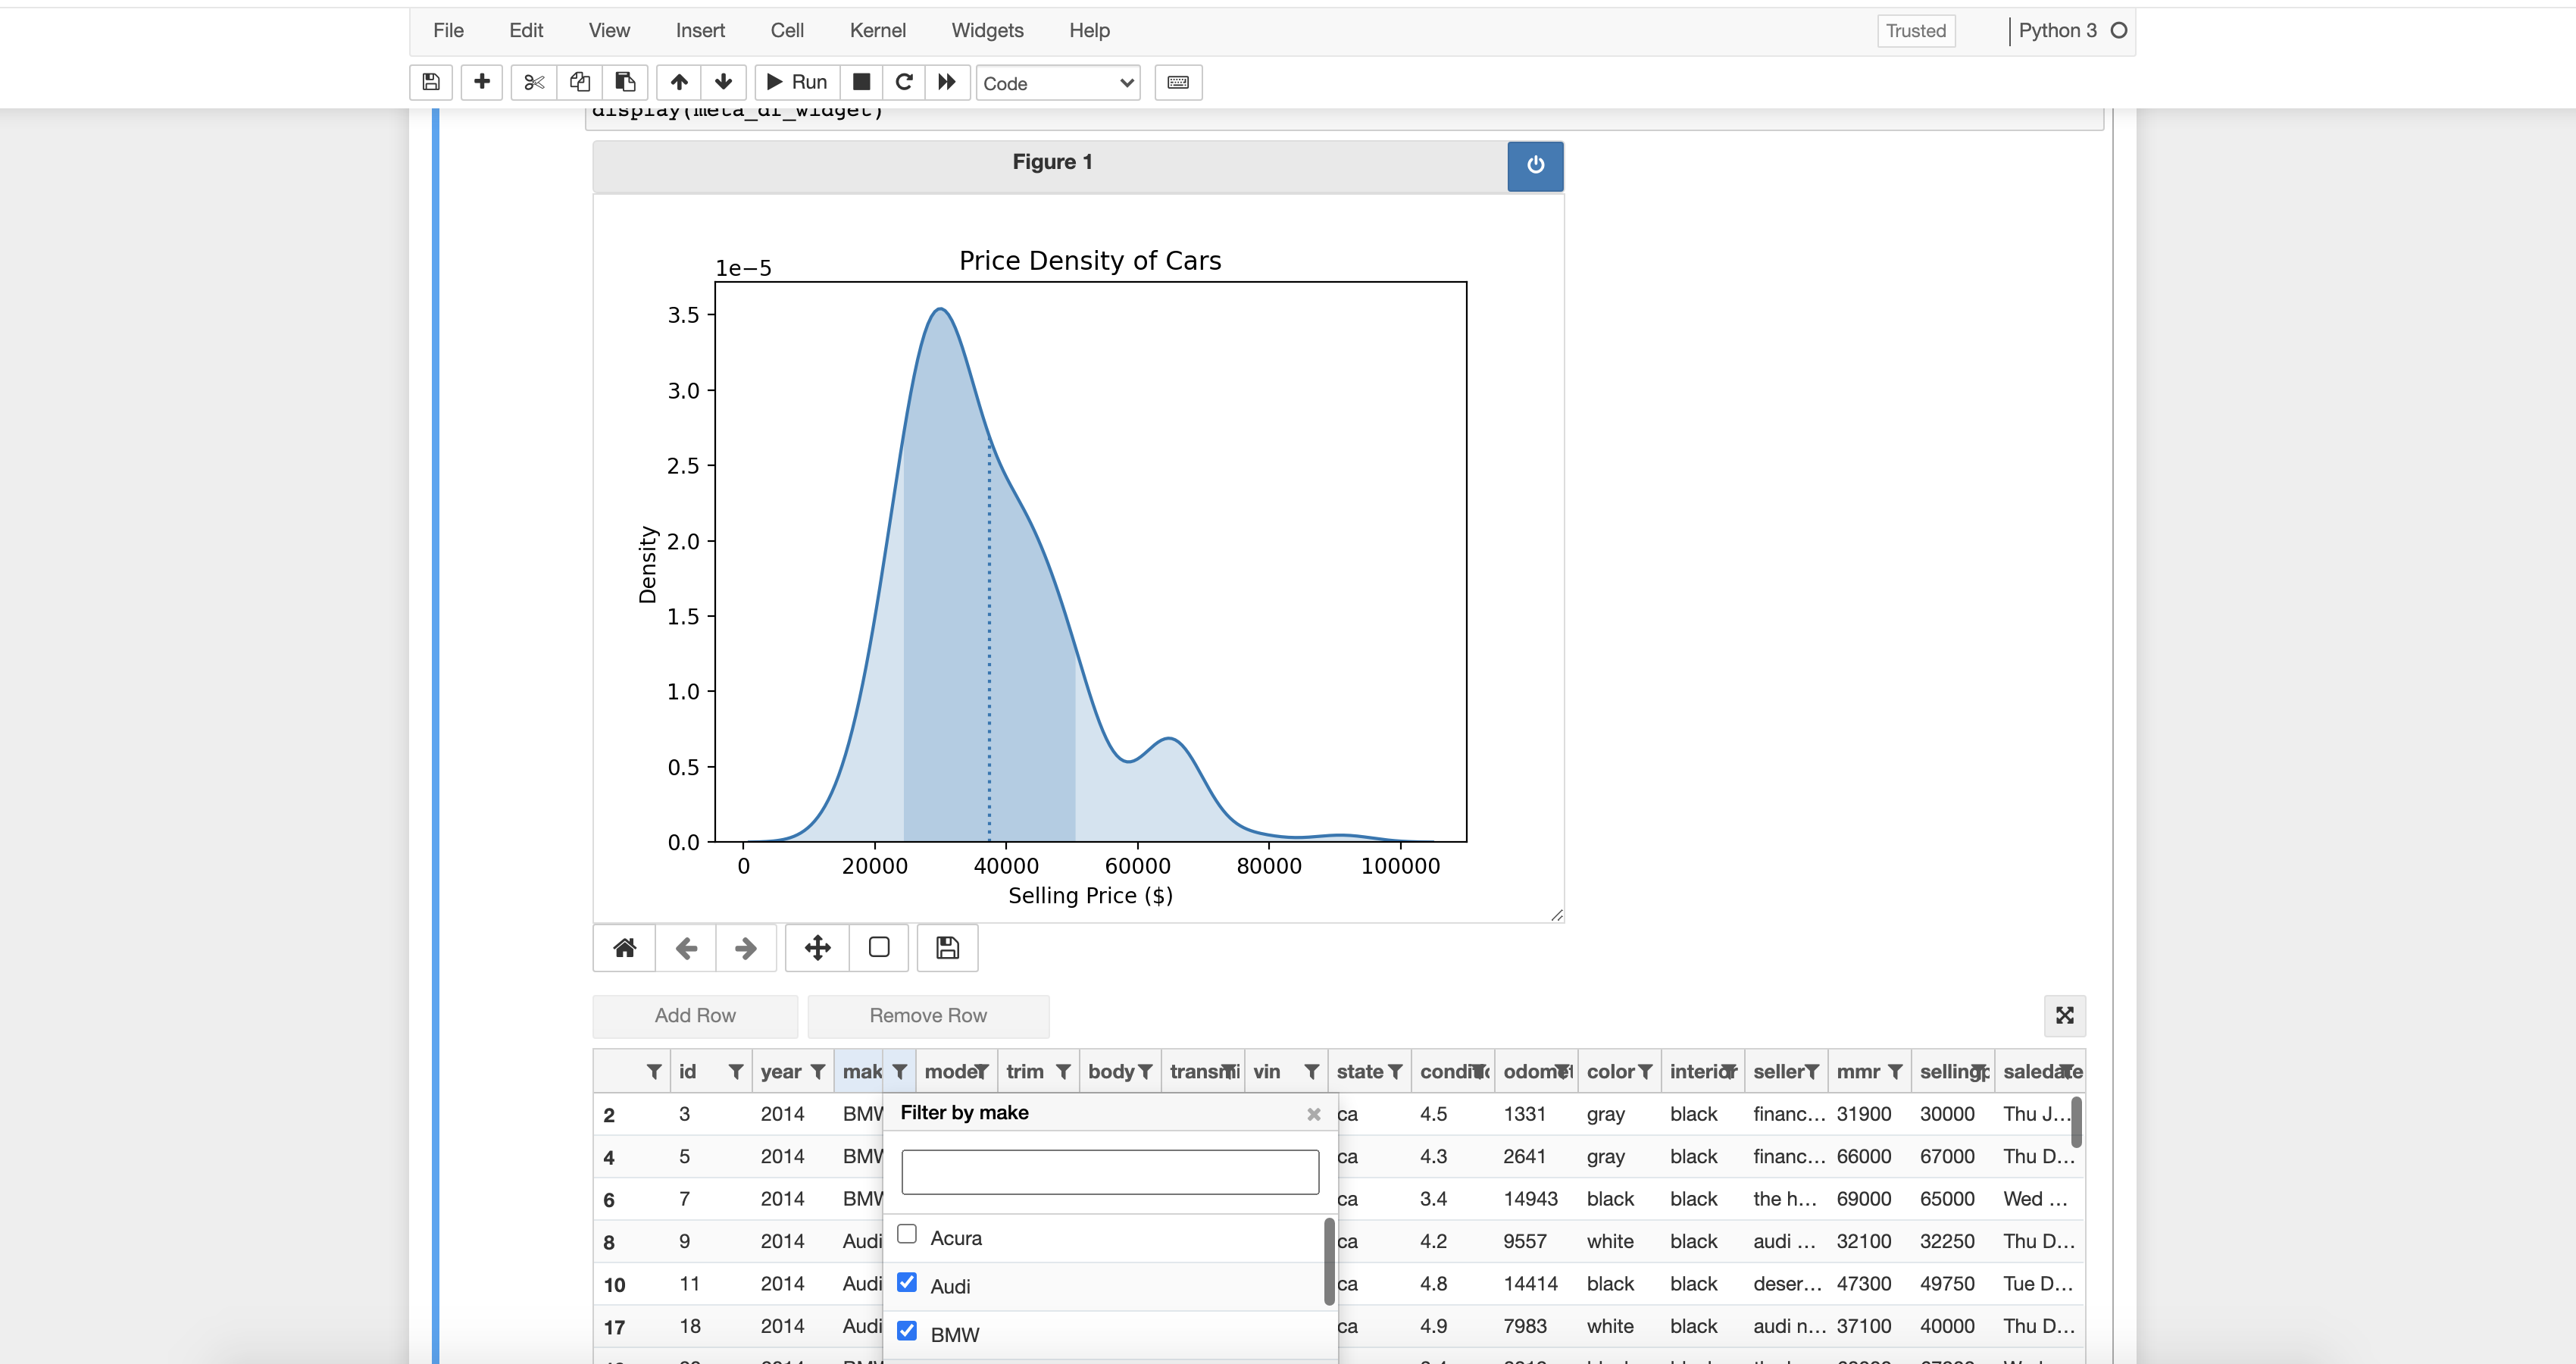 File Edit View Insert Cell Kernel Widgets Help Trusted Python 3
Run Code
display(meta_df_widget)
Figure 1
Price Density of Cars
1e−5
3.5
3.0
2.5
2.0
1.5
1.0
0.5
0.0
Density
0 20000 40000 60000 80000 100000
Selling Price ($)
Add Row Remove Row
id year mak mode trim body transmi vin state condi odomet color interior seller mmr sellingp saledate
2 3 2014 BMW ca 4.5 1331 gray black financ... 31900 30000 Thu J...
4 5 2014 BMW ca 4.3 2641 gray black financ... 66000 67000 Thu D...
6 7 2014 BMW ca 3.4 14943 black black the h... 69000 65000 Wed ...
8 9 2014 Audi ca 4.2 9557 white black audi ... 32100 32250 Thu D...
10 11 2014 Audi ca 4.8 14414 black black deser... 47300 49750 Tue D...
17 18 2014 Audi ca 4.9 7983 white black audi n... 37100 40000 Thu D...
Filter by make
Acura
Audi
BMW